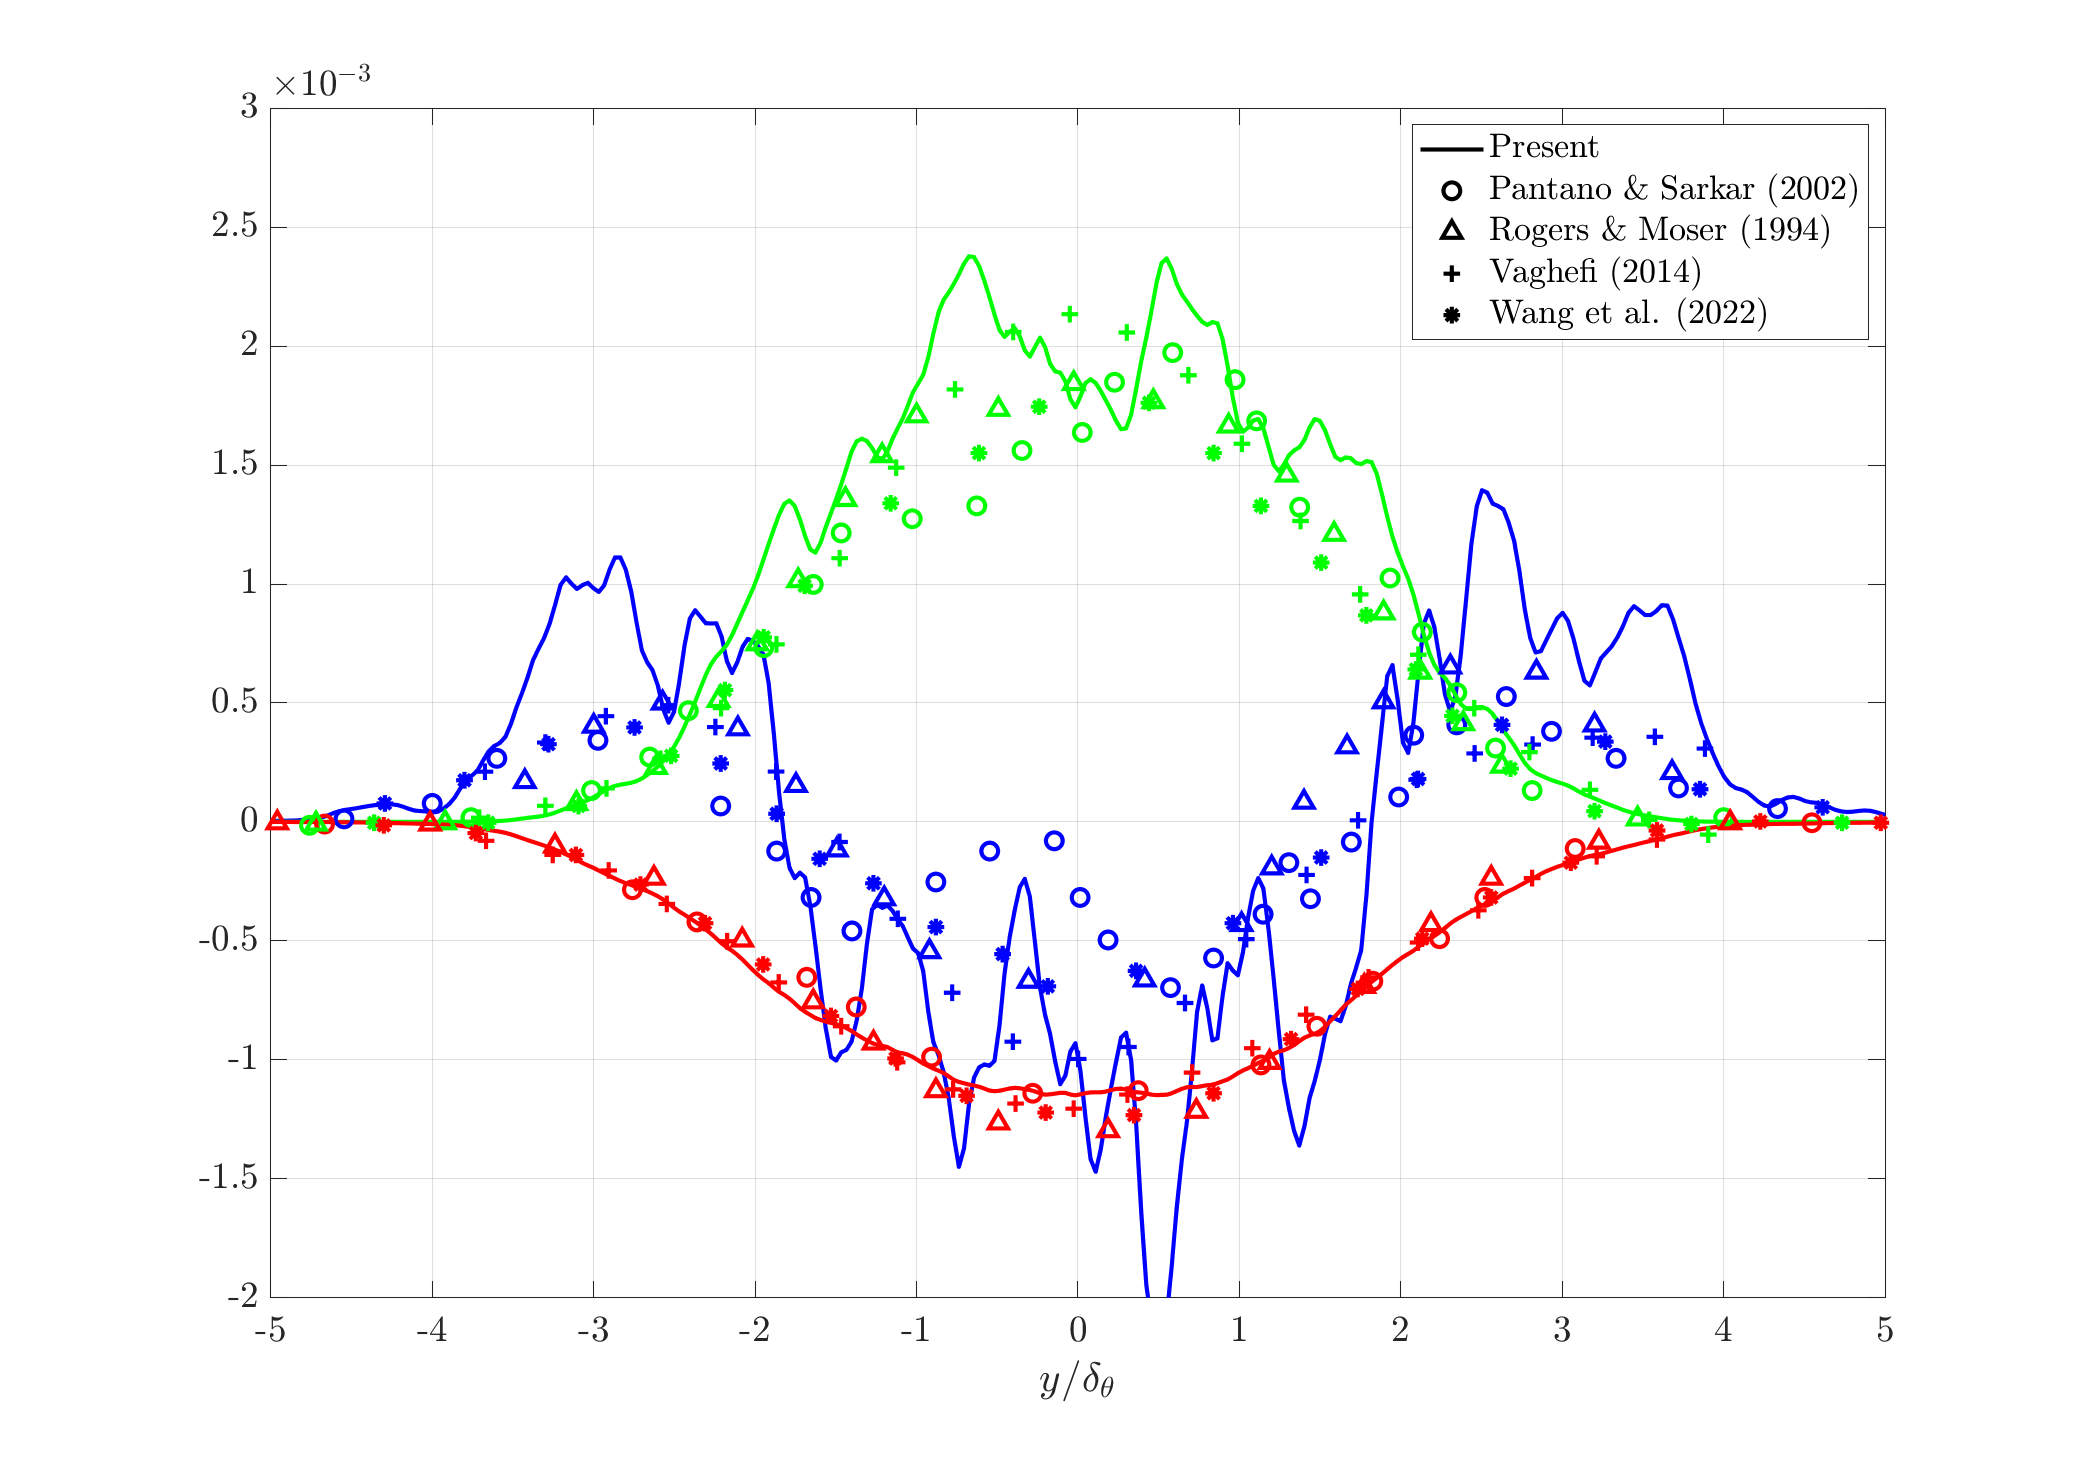 ×10⁻³
3
2.5
2
1.5
1
0.5
0
-0.5
-1
-1.5
-2
-5 -4 -3 -2 -1 0 1 2 3 4 5
y/δ_θ
Present
Pantano & Sarkar (2002)
Rogers & Moser (1994)
Vaghefi (2014)
Wang et al. (2022)